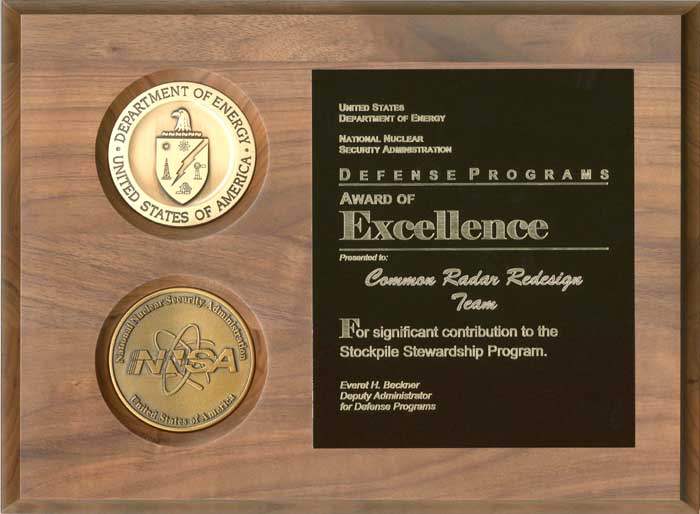 DEPARTMENT OF ENERGY
UNITED STATES OF AMERICA
National Nuclear Security Administration
NNSA
United States of America
UNITED STATES
DEPARTMENT OF ENERGY
NATIONAL NUCLEAR
SECURITY ADMINISTRATION
DEFENSE PROGRAMS
AWARD OF
Excellence
Presented to:
Common Radar Redesign
Team
For significant contribution to the
Stockpile Stewardship Program.
Everet H. Beckner
Deputy Administrator
for Defense Programs